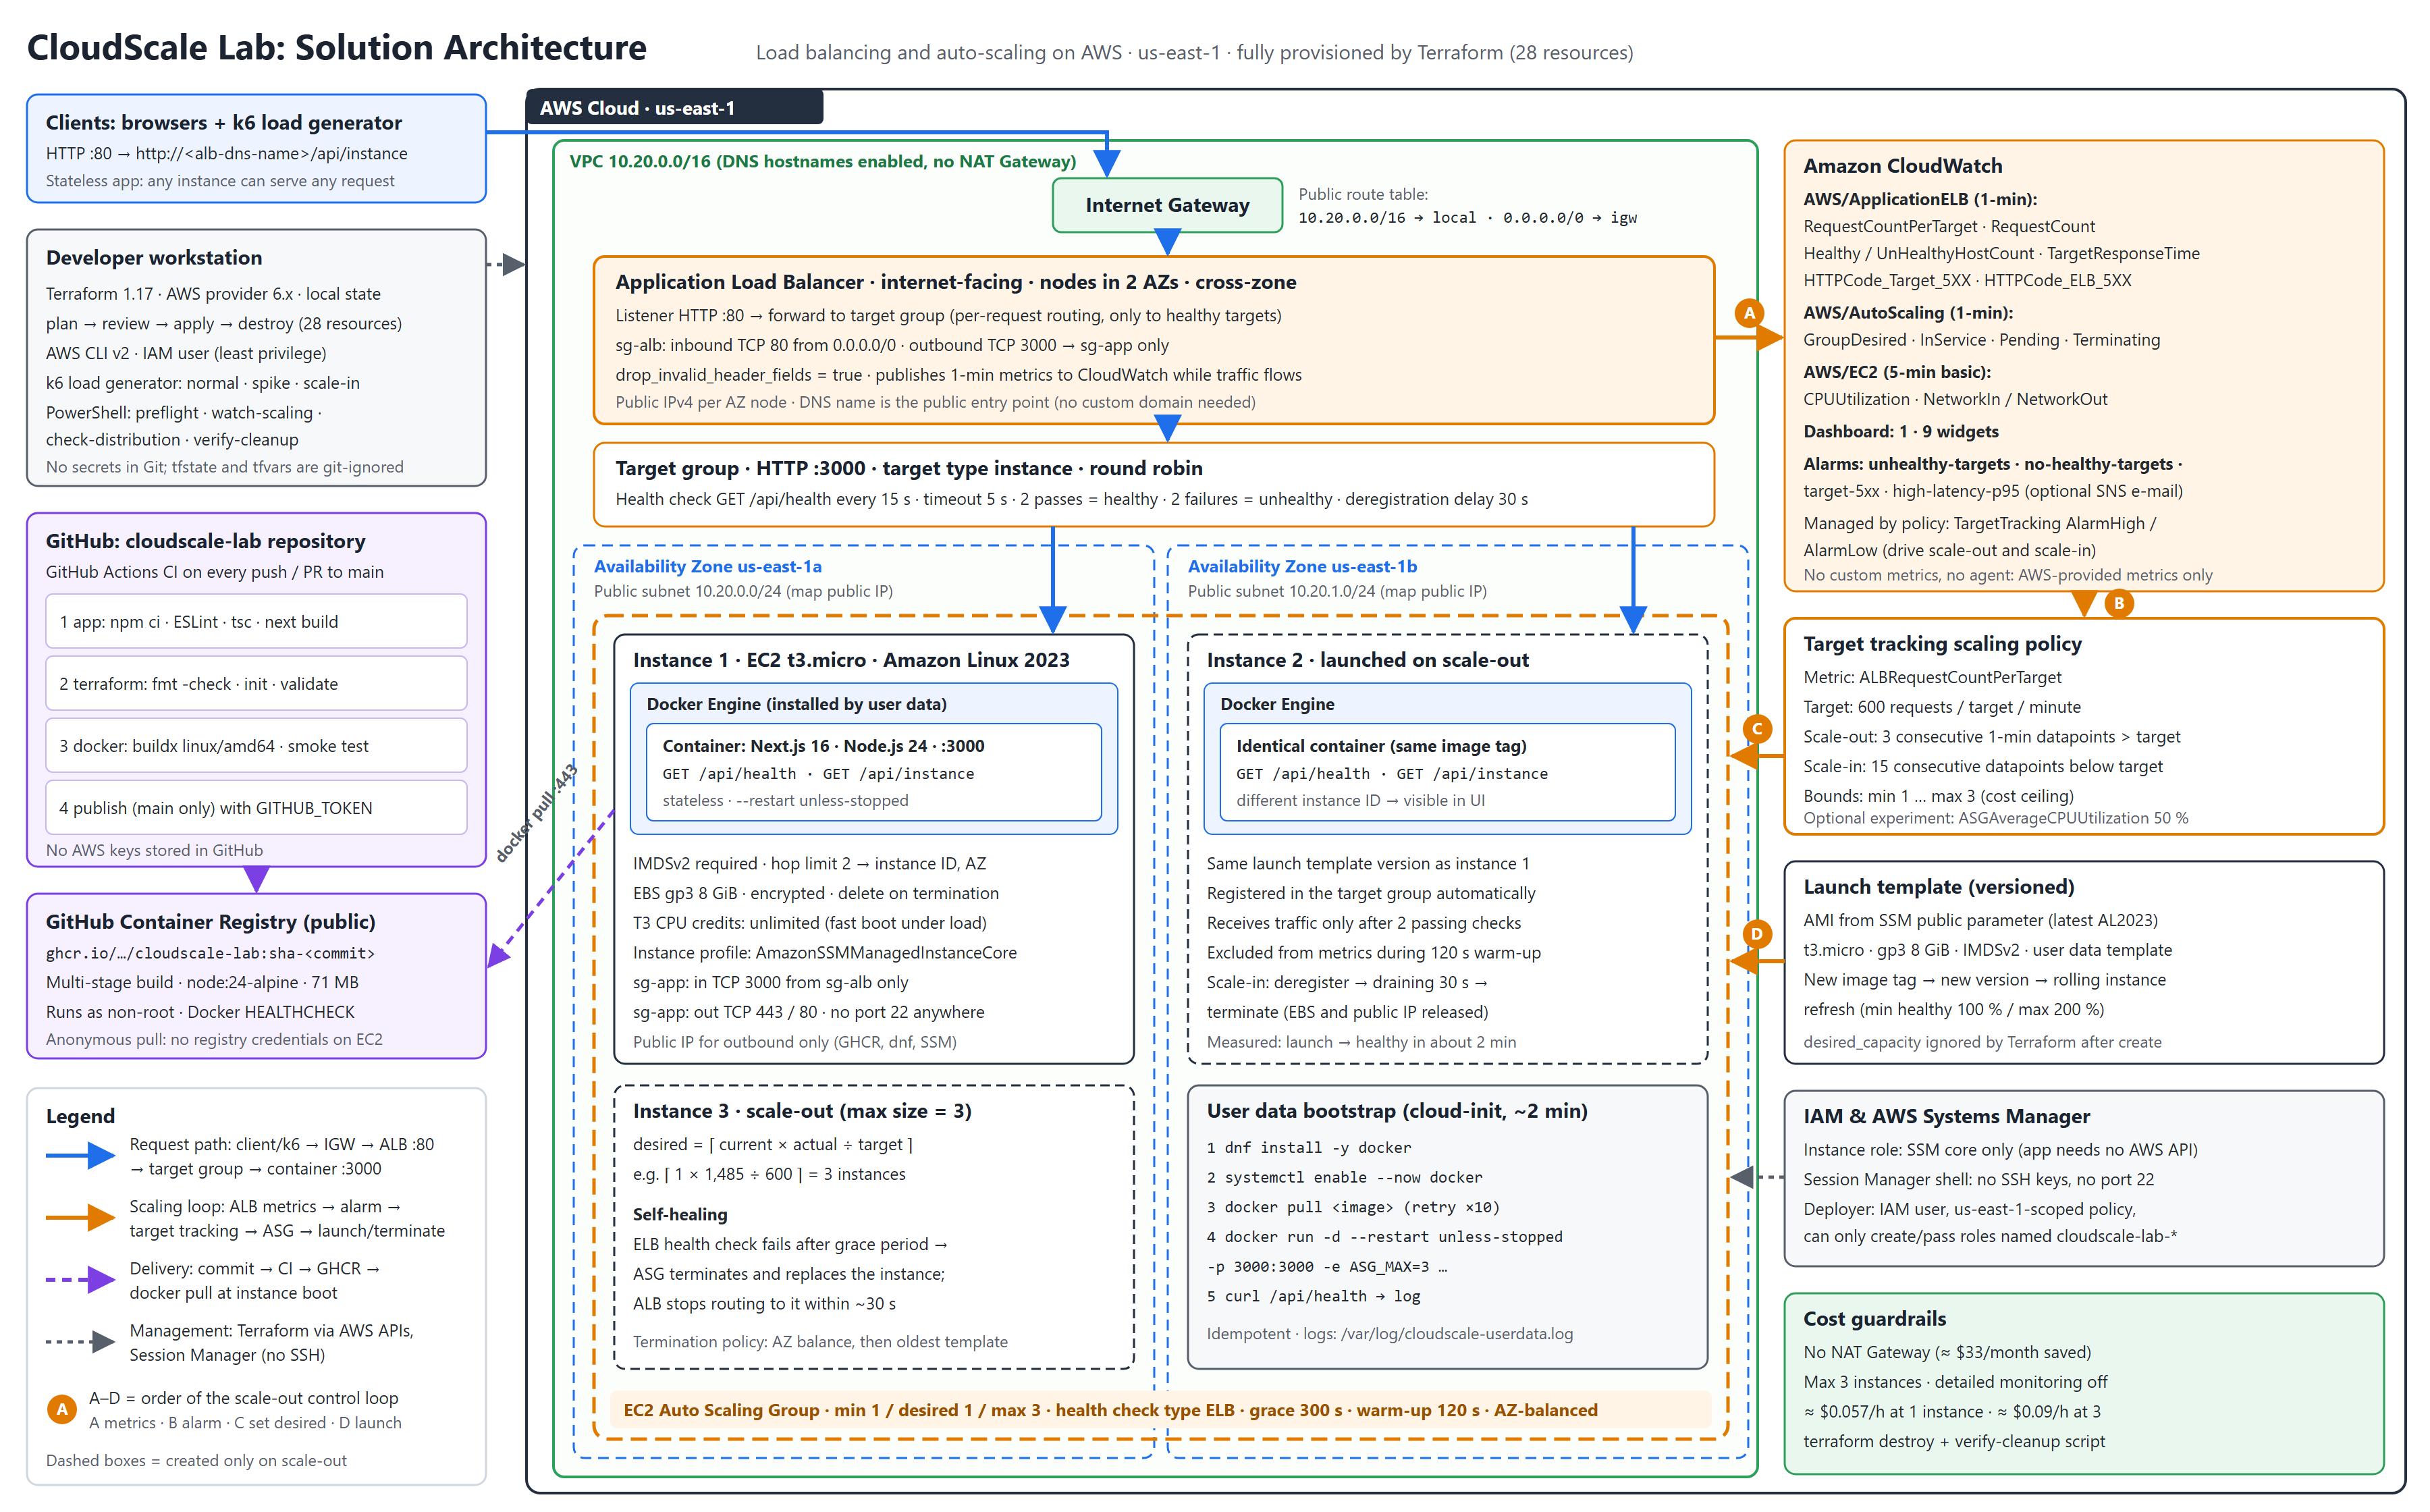 CloudScale Lab: Solution Architecture
Load balancing and auto-scaling on AWS · us-east-1 · fully provisioned by Terraform (28 resources)
Clients: browsers + k6 load generator
HTTP :80 → http://<alb-dns-name>/api/instance
Stateless app: any instance can serve any request
Developer workstation
Terraform 1.17 · AWS provider 6.x · local state
plan → review → apply → destroy (28 resources)
AWS CLI v2 · IAM user (least privilege)
k6 load generator: normal · spike · scale-in
PowerShell: preflight · watch-scaling ·
check-distribution · verify-cleanup
No secrets in Git; tfstate and tfvars are git-ignored
GitHub: cloudscale-lab repository
GitHub Actions CI on every push / PR to main
1 app: npm ci · ESLint · tsc · next build
2 terraform: fmt -check · init · validate
3 docker: buildx linux/amd64 · smoke test
4 publish (main only) with GITHUB_TOKEN
No AWS keys stored in GitHub
GitHub Container Registry (public)
ghcr.io/…/cloudscale-lab:sha-<commit>
Multi-stage build · node:24-alpine · 71 MB
Runs as non-root · Docker HEALTHCHECK
Anonymous pull: no registry credentials on EC2
Legend
Request path: client/k6 → IGW → ALB :80
→ target group → container :3000
Scaling loop: ALB metrics → alarm →
target tracking → ASG → launch/terminate
Delivery: commit → CI → GHCR →
docker pull at instance boot
Management: Terraform via AWS APIs,
Session Manager (no SSH)
A
A–D = order of the scale-out control loop
A metrics · B alarm · C set desired · D launch
Dashed boxes = created only on scale-out
docker pull :443
AWS Cloud · us-east-1
VPC 10.20.0.0/16 (DNS hostnames enabled, no NAT Gateway)
Internet Gateway
Public route table:
10.20.0.0/16 → local · 0.0.0.0/0 → igw
Application Load Balancer · internet-facing · nodes in 2 AZs · cross-zone
Listener HTTP :80 → forward to target group (per-request routing, only to healthy targets)
sg-alb: inbound TCP 80 from 0.0.0.0/0 · outbound TCP 3000 → sg-app only
drop_invalid_header_fields = true · publishes 1-min metrics to CloudWatch while traffic flows
Public IPv4 per AZ node · DNS name is the public entry point (no custom domain needed)
Target group · HTTP :3000 · target type instance · round robin
Health check GET /api/health every 15 s · timeout 5 s · 2 passes = healthy · 2 failures = unhealthy · deregistration delay 30 s
Availability Zone us-east-1a
Public subnet 10.20.0.0/24 (map public IP)
Instance 1 · EC2 t3.micro · Amazon Linux 2023
Docker Engine (installed by user data)
Container: Next.js 16 · Node.js 24 · :3000
GET /api/health · GET /api/instance
stateless · --restart unless-stopped
IMDSv2 required · hop limit 2 → instance ID, AZ
EBS gp3 8 GiB · encrypted · delete on termination
T3 CPU credits: unlimited (fast boot under load)
Instance profile: AmazonSSMManagedInstanceCore
sg-app: in TCP 3000 from sg-alb only
sg-app: out TCP 443 / 80 · no port 22 anywhere
Public IP for outbound only (GHCR, dnf, SSM)
Availability Zone us-east-1b
Public subnet 10.20.1.0/24 (map public IP)
Instance 2 · launched on scale-out
Docker Engine
Identical container (same image tag)
GET /api/health · GET /api/instance
different instance ID → visible in UI
Same launch template version as instance 1
Registered in the target group automatically
Receives traffic only after 2 passing checks
Excluded from metrics during 120 s warm-up
Scale-in: deregister → draining 30 s →
terminate (EBS and public IP released)
Measured: launch → healthy in about 2 min
Instance 3 · scale-out (max size = 3)
desired = ⌈ current × actual ÷ target ⌉
e.g. ⌈ 1 × 1,485 ÷ 600 ⌉ = 3 instances
Self-healing
ELB health check fails after grace period →
ASG terminates and replaces the instance;
ALB stops routing to it within ~30 s
Termination policy: AZ balance, then oldest template
User data bootstrap (cloud-init, ~2 min)
1 dnf install -y docker
2 systemctl enable --now docker
3 docker pull <image> (retry ×10)
4 docker run -d --restart unless-stopped
-p 3000:3000 -e ASG_MAX=3 …
5 curl /api/health → log
Idempotent · logs: /var/log/cloudscale-userdata.log
EC2 Auto Scaling Group · min 1 / desired 1 / max 3 · health check type ELB · grace 300 s · warm-up 120 s · AZ-balanced
A
Amazon CloudWatch
AWS/ApplicationELB (1-min):
RequestCountPerTarget · RequestCount
Healthy / UnHealthyHostCount · TargetResponseTime
HTTPCode_Target_5XX · HTTPCode_ELB_5XX
AWS/AutoScaling (1-min):
GroupDesired · InService · Pending · Terminating
AWS/EC2 (5-min basic):
CPUUtilization · NetworkIn / NetworkOut
Dashboard: 1 · 9 widgets
Alarms: unhealthy-targets · no-healthy-targets ·
target-5xx · high-latency-p95 (optional SNS e-mail)
Managed by policy: TargetTracking AlarmHigh /
AlarmLow (drive scale-out and scale-in)
No custom metrics, no agent: AWS-provided metrics only
B
Target tracking scaling policy
Metric: ALBRequestCountPerTarget
Target: 600 requests / target / minute
Scale-out: 3 consecutive 1-min datapoints > target
Scale-in: 15 consecutive datapoints below target
Bounds: min 1 … max 3 (cost ceiling)
Optional experiment: ASGAverageCPUUtilization 50 %
C
Launch template (versioned)
AMI from SSM public parameter (latest AL2023)
t3.micro · gp3 8 GiB · IMDSv2 · user data template
New image tag → new version → rolling instance
refresh (min healthy 100 % / max 200 %)
desired_capacity ignored by Terraform after create
D
IAM & AWS Systems Manager
Instance role: SSM core only (app needs no AWS API)
Session Manager shell: no SSH keys, no port 22
Deployer: IAM user, us-east-1-scoped policy,
can only create/pass roles named cloudscale-lab-*
Cost guardrails
No NAT Gateway (≈ $33/month saved)
Max 3 instances · detailed monitoring off
≈ $0.057/h at 1 instance · ≈ $0.09/h at 3
terraform destroy + verify-cleanup script